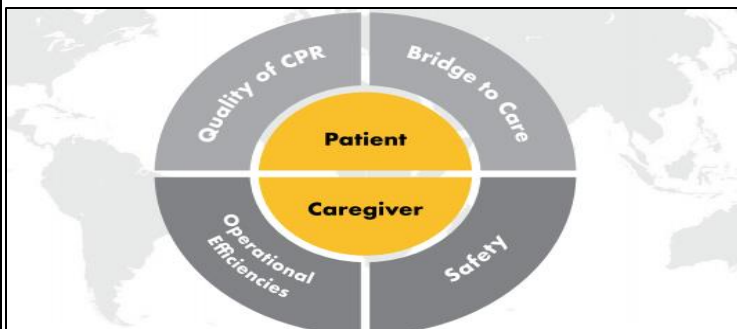 Quality of CPR
Bridge to Care
Patient
Caregiver
Operational
Efficiencies
Safety